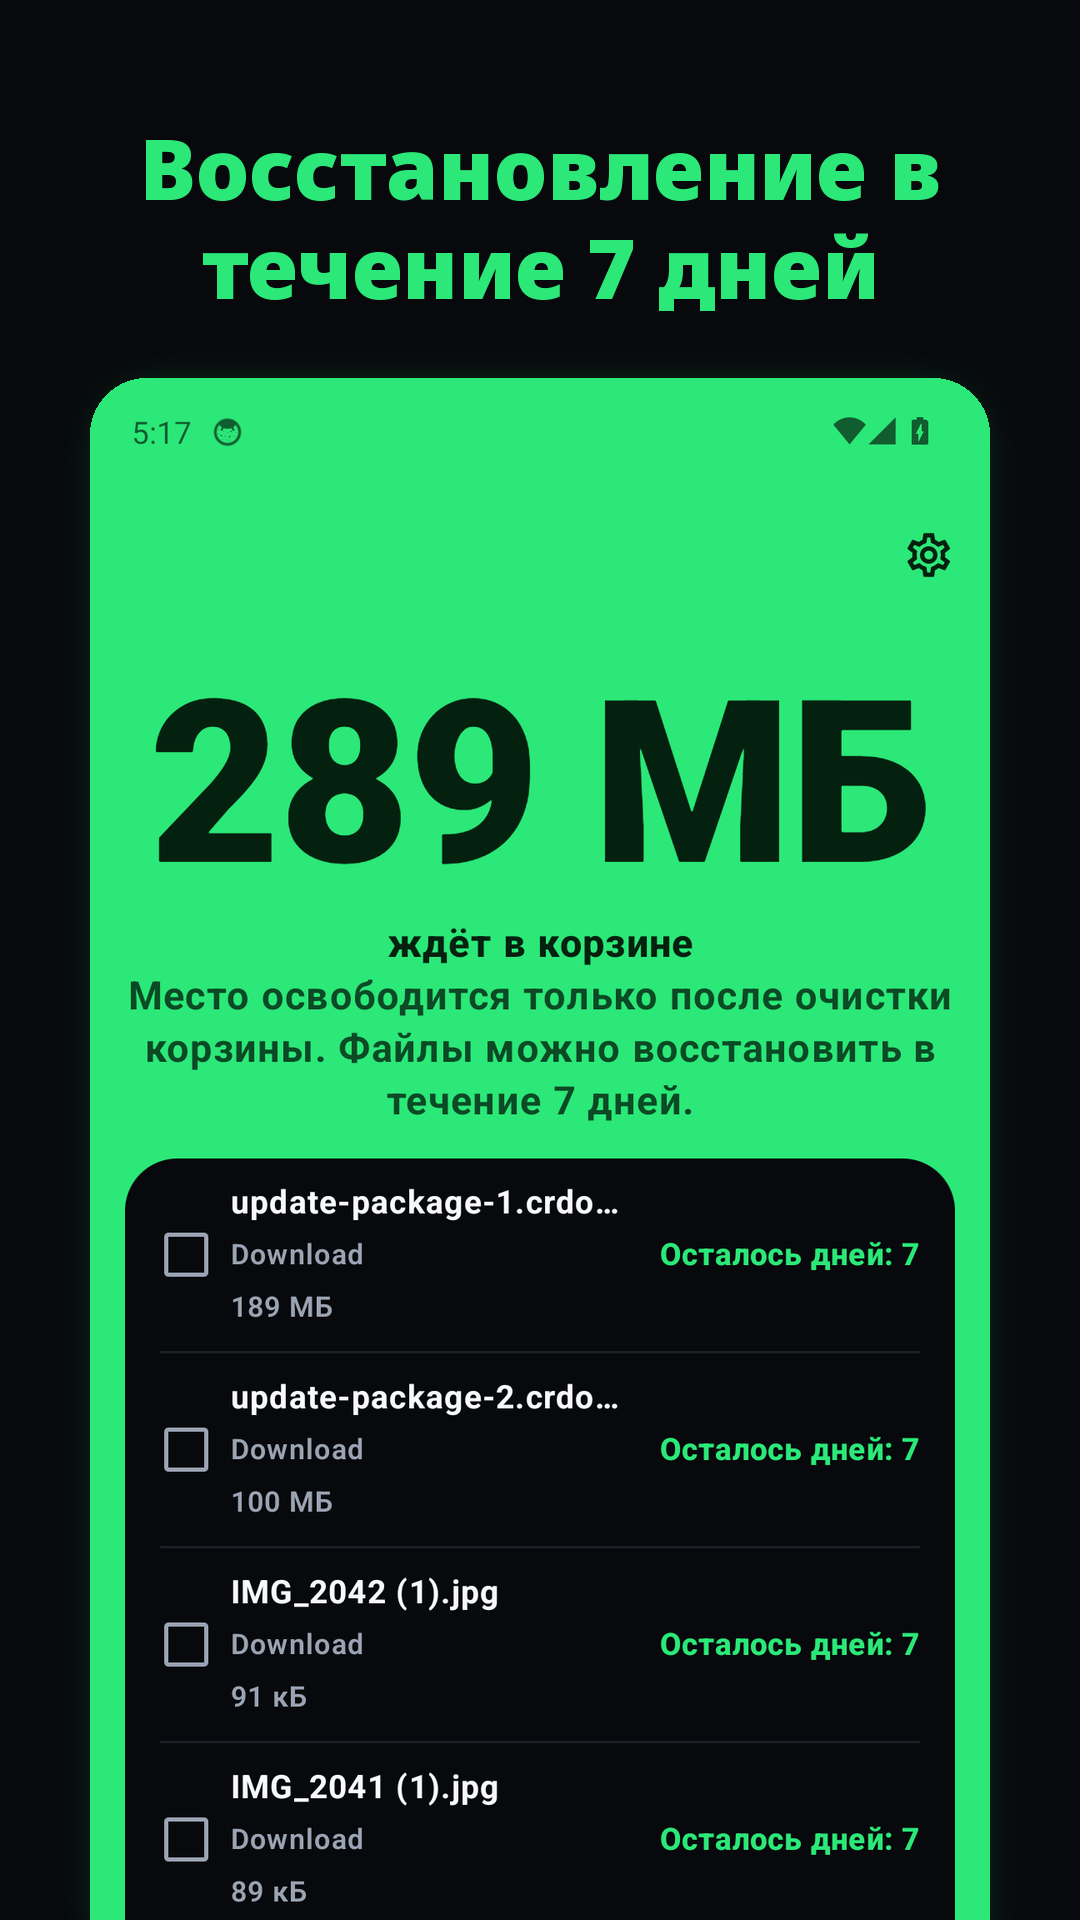 Восстановление в
течение 7 дней
5:17
289 МБ
ждёт в корзине
Место освободится только после очистки
корзины. Файлы можно восстановить в
течение 7 дней.
update-package-1.crdo…
Download
Осталось дней: 7
189 МБ
update-package-2.crdo…
Download
Осталось дней: 7
100 МБ
IMG_2042 (1).jpg
Download
Осталось дней: 7
91 кБ
IMG_2041 (1).jpg
Download
Осталось дней: 7
89 кБ